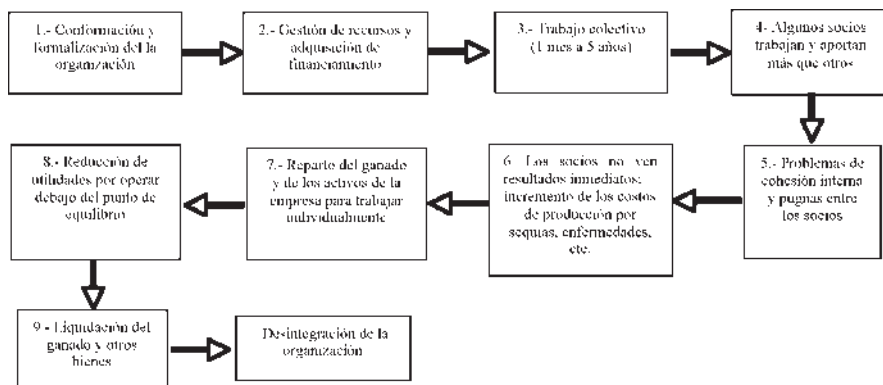 1.- Conformación y
formalización del la
organización
2.- Gestión de recursos y
adquisición de
financiamiento
3.- Trabajo colectivo
(1 mes a 5 años)
4- Algunos socios
trabajan y aportan
más que otros
5.- Problemas de
cohesión interna
y pugnas entre
los socios
6. Los socios no ven
resultados inmediatos;
incremento de los costos
de producción por
sequias, enfermedades,
etc.
7.- Reparto del ganado
y de los activos de la
empresa para trabajar
individualmente
8.- Reducción de
utilidades por operar
debajo del punto de
equilibrio
9.- Liquidación del
ganado y otros
bienes
Desintegración de la
organización